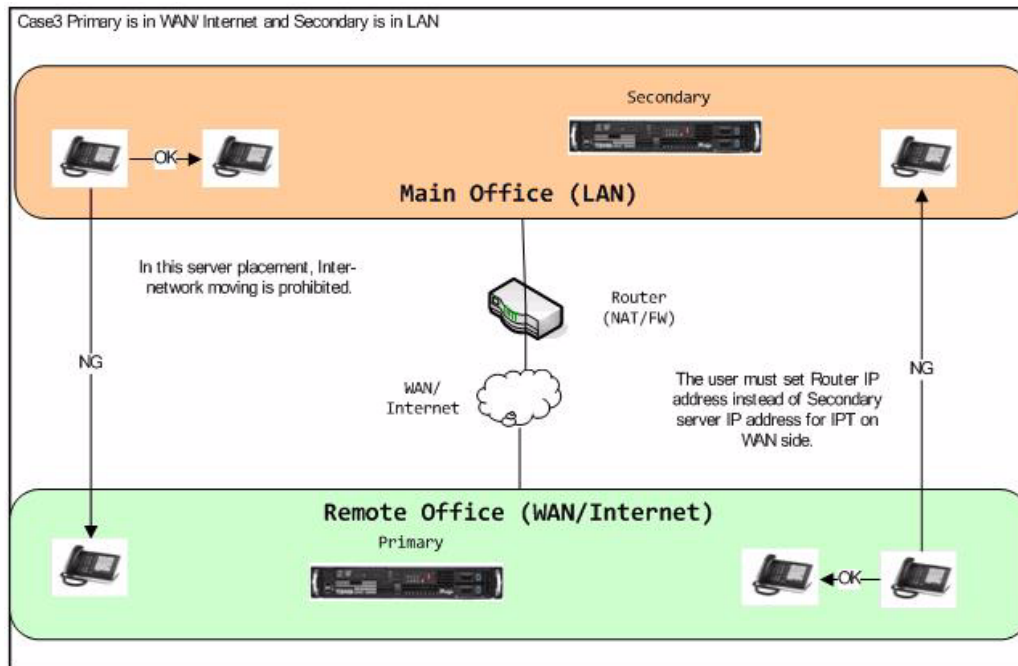 Case3 Primary is in WAN/ Internet and Secondary is in LAN
Secondary
OK
Main Office (LAN)
In this server placement, Inter-
network moving is prohibited.
Router
(NAT/FW)
NG
NG
WAN/
Internet
The user must set Router IP
address instead of Secondary
server IP address for IPT on
WAN side.
Remote Office (WAN/Internet)
Primary
OK